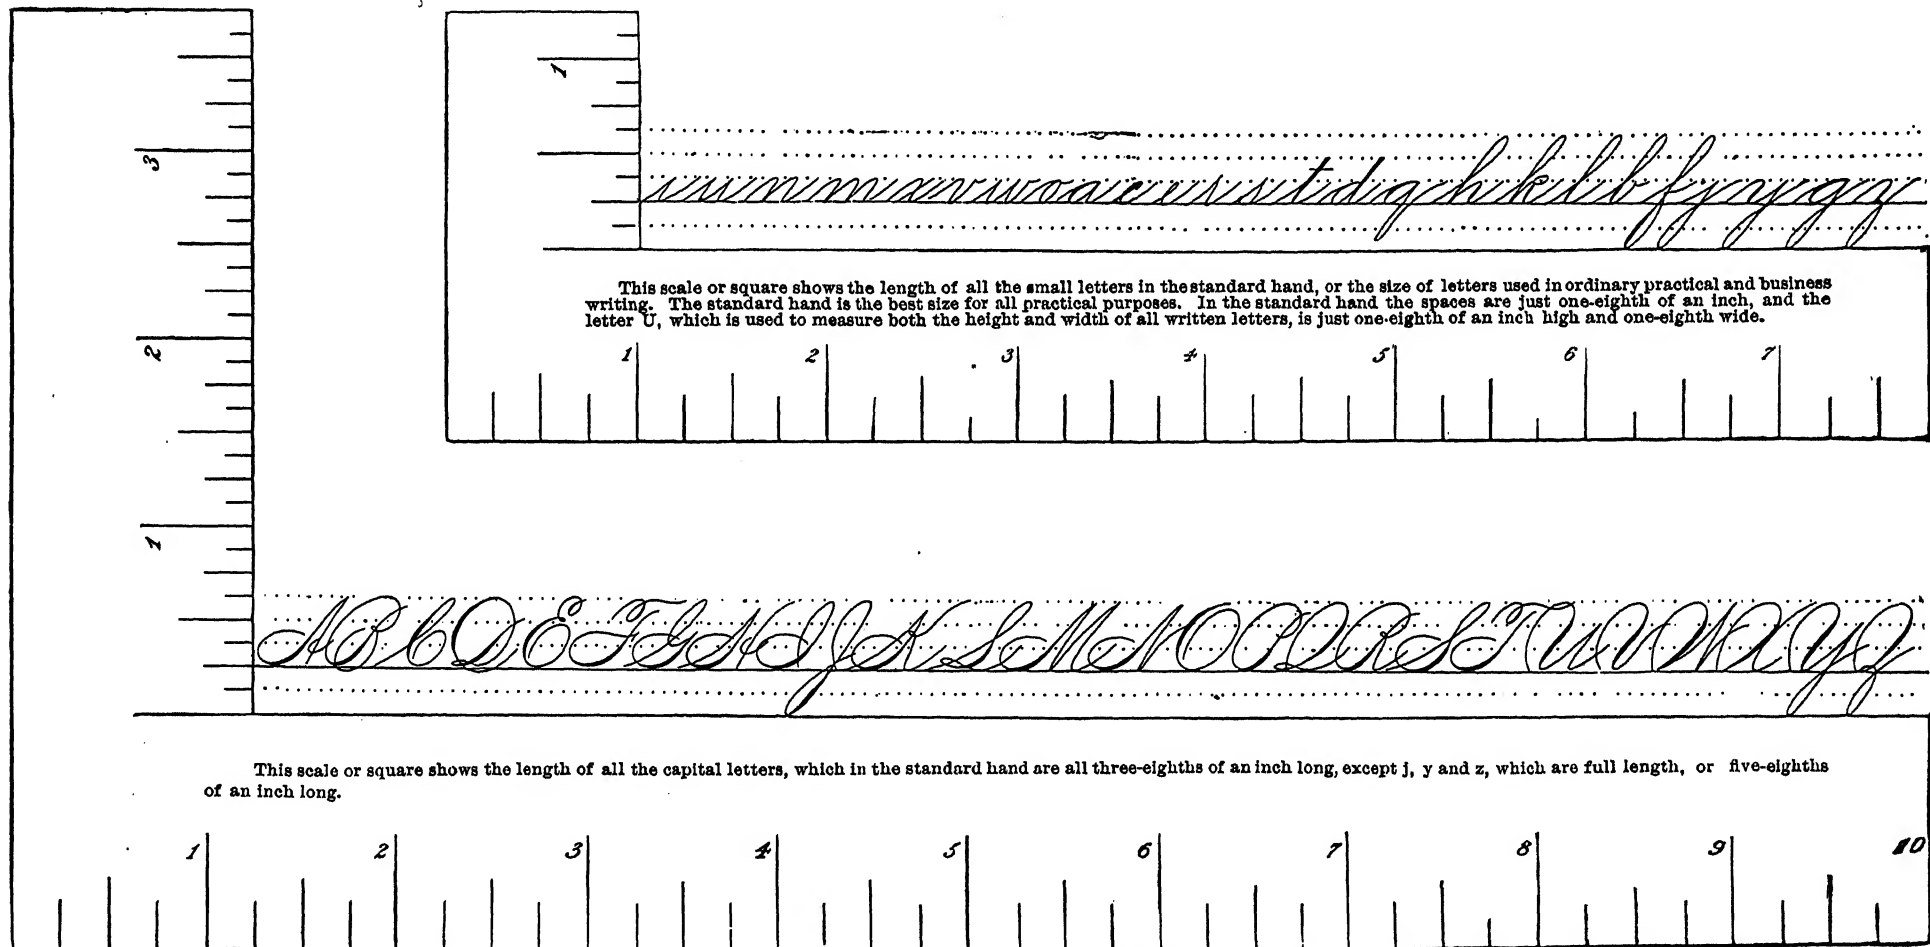 1
i u n m x v w o a c e r s t d q h k l b f j y g z
This scale or square shows the length of all the small letters in the standard hand, or the size of letters used in ordinary practical and business
writing. The standard hand is the best size for all practical purposes. In the standard hand the spaces are just one-eighth of an inch, and the
letter U, which is used to measure both the height and width of all written letters, is just one-eighth of an inch high and one-eighth wide.
1 2 3 4 5 6 7
3
2
1
A B C D E F G H I J K L M N O P Q R S T U V W X Y Z
This scale or square shows the length of all the capital letters, which in the standard hand are all three-eighths of an inch long, except j, y and z, which are full length, or five-eighths
of an inch long.
1 2 3 4 5 6 7 8 9 10